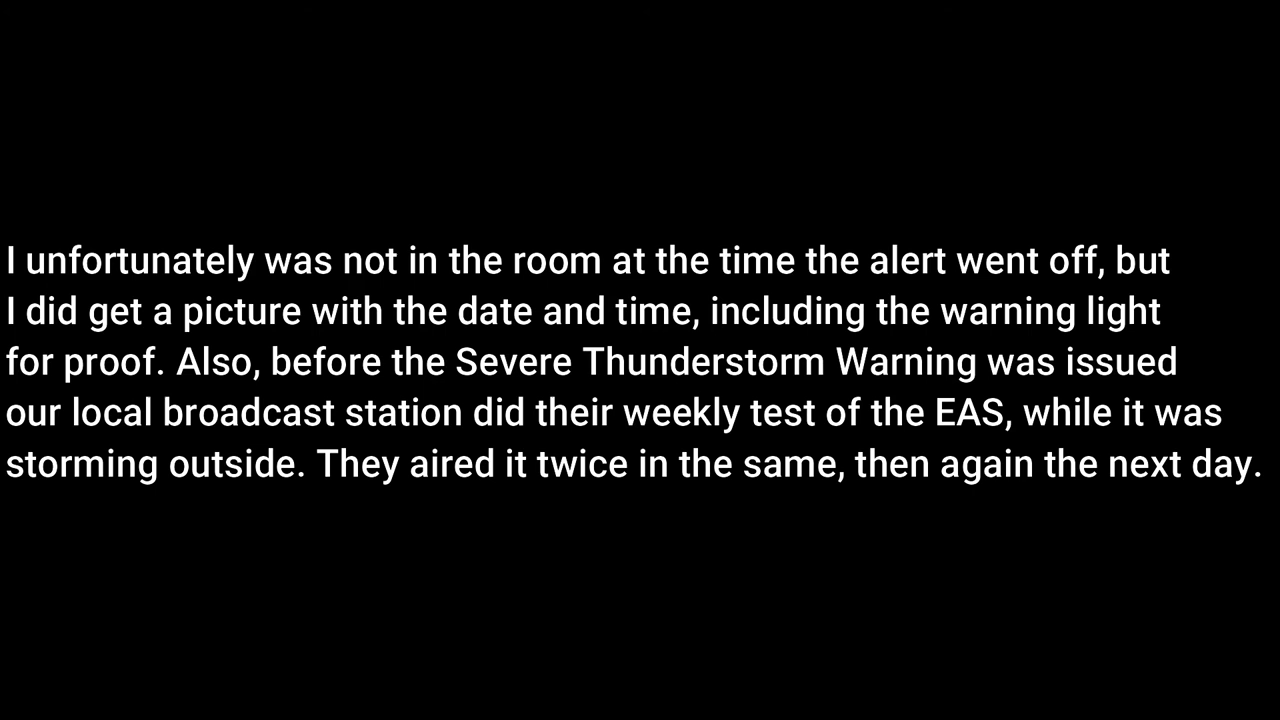 I unfortunately was not in the room at the time the alert went off, but
I did get a picture with the date and time, including the warning light
for proof. Also, before the Severe Thunderstorm Warning was issued
our local broadcast station did their weekly test of the EAS, while it was
storming outside. They aired it twice in the same, then again the next day.